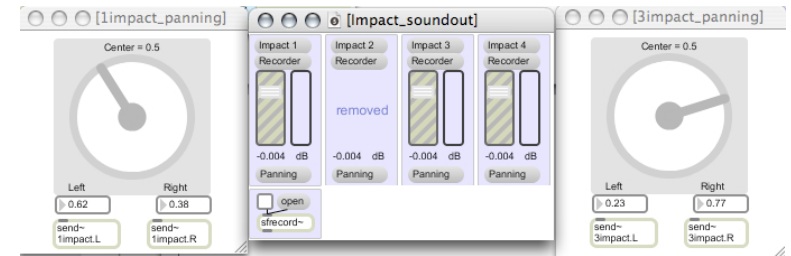 [1impact_panning]
Center = 0.5
Left Right
0.62 0.38
send~ send~
1impact.L 1impact.R
[Impact_soundout]
Impact 1 Impact 2 Impact 3 Impact 4
Recorder Recorder Recorder Recorder
removed
-0.004 dB -0.004 dB -0.004 dB -0.004 dB
Panning Panning Panning Panning
open
sfrecord~
[3impact_panning]
Center = 0.5
Left Right
0.23 0.77
send~ send~
3impact.L 3impact.R